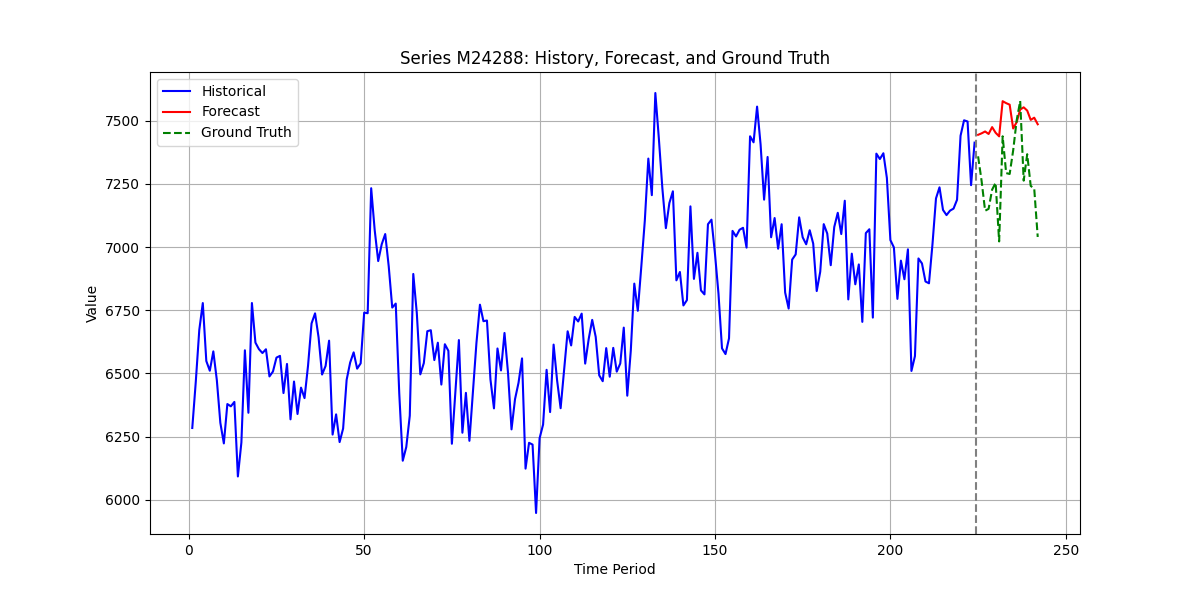 Series M24288: History, Forecast, and Ground Truth
Historical
Forecast
Ground Truth
Value
7500
7250
7000
6750
6500
6250
6000
0 50 100 150 200 250
Time Period